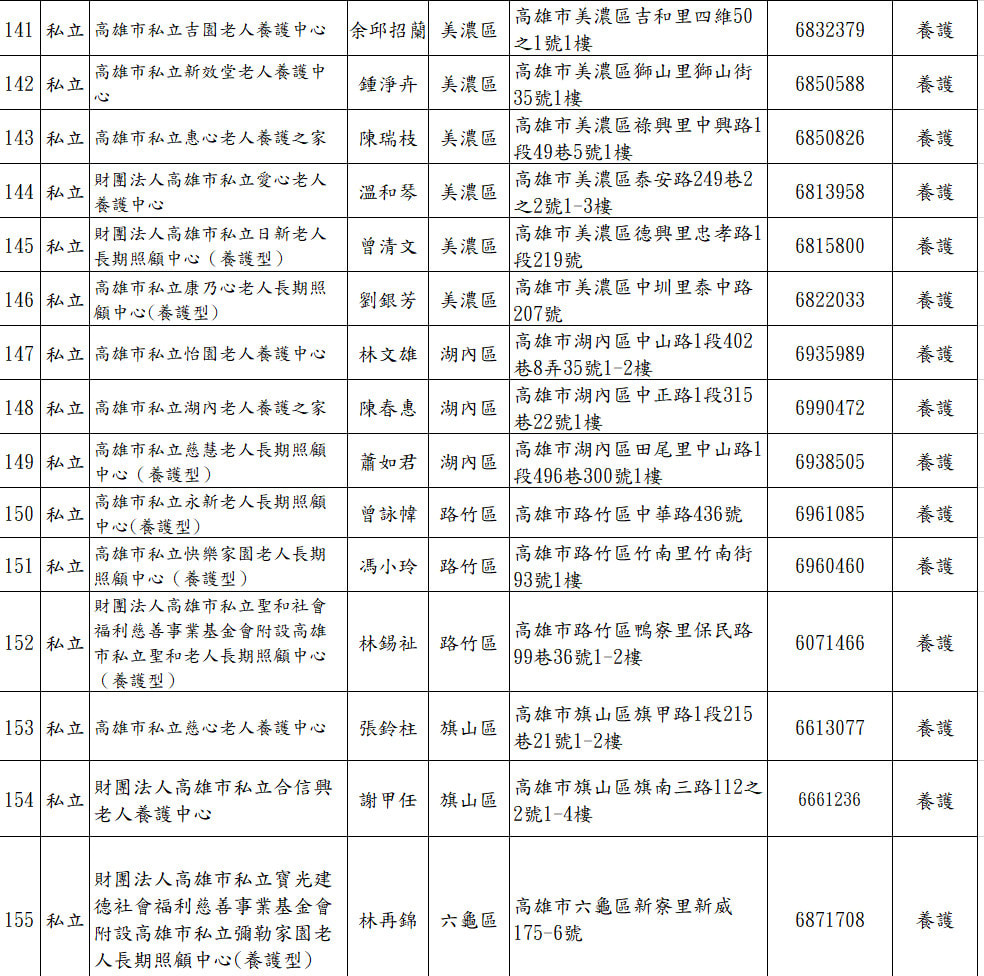 141 私立 高雄市私立吉園老人養護中心 余邱招蘭 美濃區 高雄市美濃區吉和里四維50 6832379 養護
之1號1樓
142 私立 高雄市私立新效堂老人養護中 鍾淨卉 美濃區 高雄市美濃區獅山里獅山街 6850588 養護
心 35號1樓
143 私立 高雄市私立惠心老人養護之家 陳瑞枝 美濃區 高雄市美濃區祿興里中興路1 6850826 養護
段49巷5號1樓
144 私立 財團法人高雄市私立愛心老人 溫和琴 美濃區 高雄市美濃區泰安路249巷2 6813958 養護
養護中心 之2號1-3樓
145 私立 財團法人高雄市私立日新老人 曾清文 美濃區 高雄市美濃區德興里忠孝路1 6815800 養護
長期照顧中心（養護型） 段219號
146 私立 高雄市私立康乃心老人長期照 劉銀芳 美濃區 高雄市美濃區中圳里泰中路 6822033 養護
顧中心(養護型) 207號
147 私立 高雄市私立怡園老人養護中心 林文雄 湖內區 高雄市湖內區中山路1段402 6935989 養護
巷8弄35號1-2樓
148 私立 高雄市私立湖內老人養護之家 陳春惠 湖內區 高雄市湖內區中正路1段315 6990472 養護
巷22號1樓
149 私立 高雄市私立慈慧老人長期照顧 蕭如君 湖內區 高雄市湖內區田尾里中山路1 6938505 養護
中心（養護型） 段496巷300號1樓
150 私立 高雄市私立永新老人長期照顧 曾詠幃 路竹區 高雄市路竹區中華路436號 6961085 養護
中心(養護型)
151 私立 高雄市私立快樂家園老人長期 馮小玲 路竹區 高雄市路竹區竹南里竹南街 6960460 養護
照顧中心（養護型） 93號1樓
152 私立 財團法人高雄市私立聖和社會 林錫祉 路竹區 高雄市路竹區鴨寮里保民路 6071466 養護
福利慈善事業基金會附設高雄 99巷36號1-2樓
市私立聖和老人長期照顧中心
（養護型）
153 私立 高雄市私立慈心老人養護中心 張鈴柱 旗山區 高雄市旗山區旗甲路1段215 6613077 養護
巷21號1-2樓
154 私立 財團法人高雄市私立合信興 謝甲任 旗山區 高雄市旗山區旗南三路112之 6661236 養護
老人養護中心 2號1-4樓
155 私立 財團法人高雄市私立寶光建 林再錦 六龜區 高雄市六龜區新寮里新威 6871708 養護
德社會福利慈善事業基金會 175-6號
附設高雄市私立彌勒家園老
人長期照顧中心(養護型)